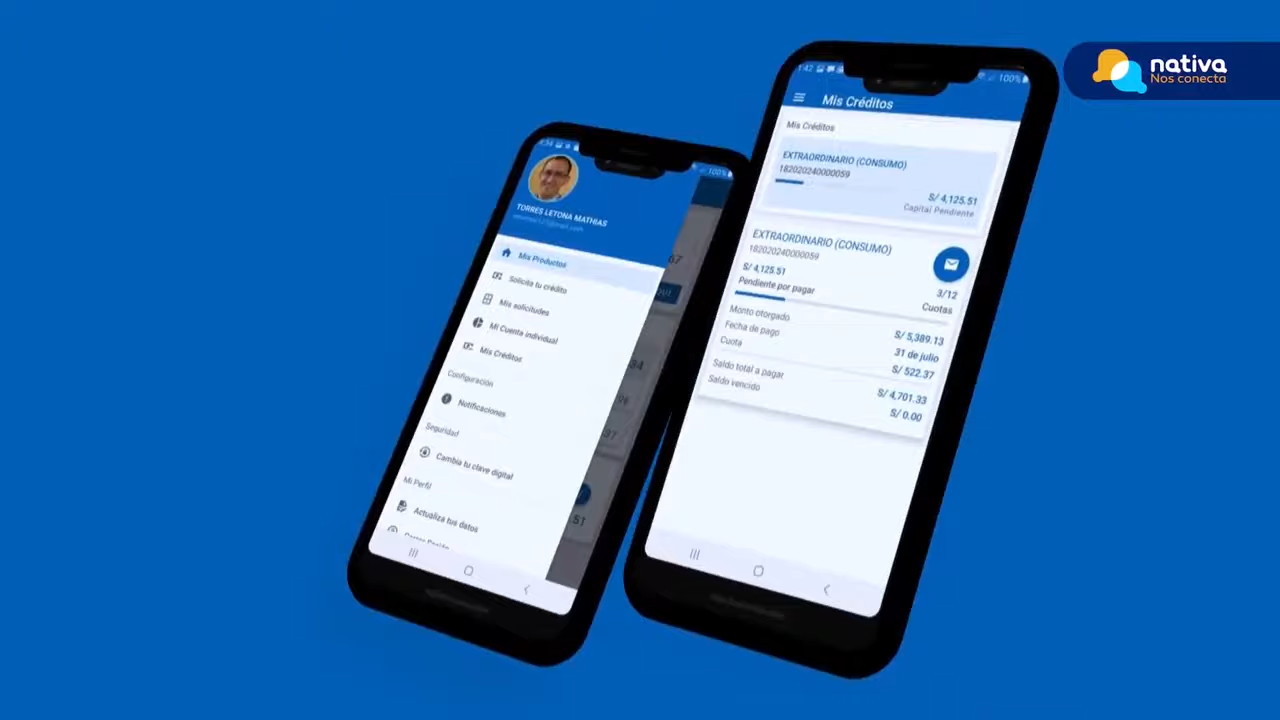 nativa
Nos conecta
TORRES LETONA MATHIAS
Mis Productos
Solicita tu crédito
Mis solicitudes
Mi Cuenta individual
Mis Créditos
Configuración
Notificaciones
Seguridad
Cambia tu clave digital
Mi Perfil
Actualiza tus datos
1:42
100%
Mis Créditos
Mis Créditos
EXTRAORDINARIO (CONSUMO)
182020240000059
S/ 4,125.51
Capital Pendiente
EXTRAORDINARIO (CONSUMO)
182020240000059
S/ 4,125.51
Pendiente por pagar
3/12
Cuotas
Monto otorgado S/ 5,389.13
Fecha de pago 31 de julio
Cuota S/ 522.37
Saldo total a pagar S/ 4,701.33
Saldo vencido S/ 0.00